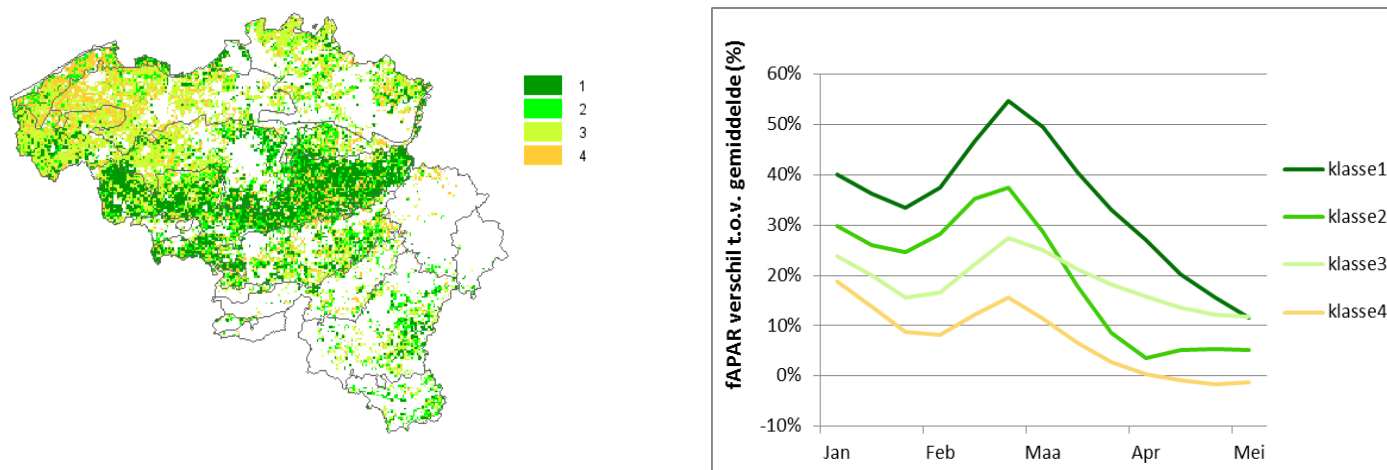 1
2
3
4
fAPAR verschil t.o.v. gemiddelde (%)
60%
50%
40%
30%
20%
10%
0%
-10%
Jan Feb Maa Apr Mei
klasse1
klasse2
klasse3
klasse4